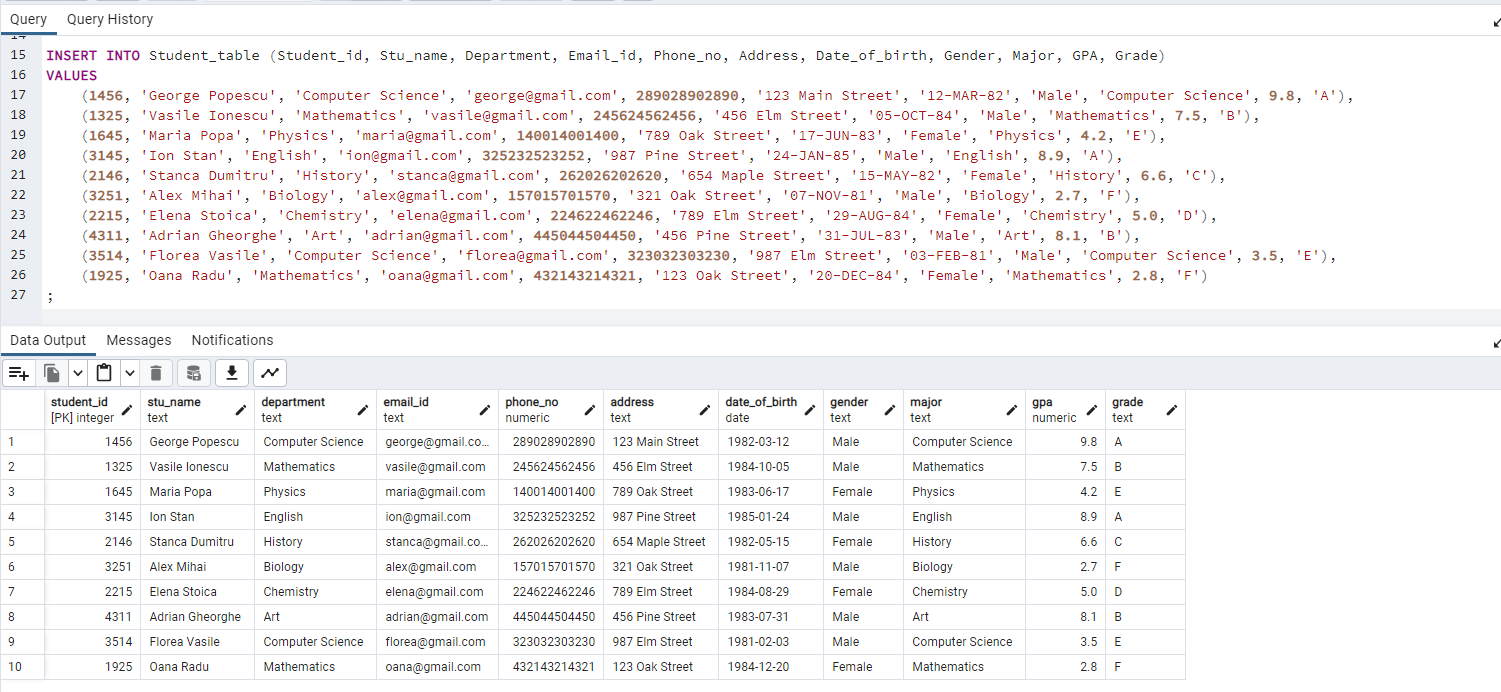 Query Query History
15 INSERT INTO Student_table (Student_id, Stu_name, Department, Email_id, Phone_no, Address, Date_of_birth, Gender, Major, GPA, Grade)
16 VALUES
17 (1456, 'George Popescu', 'Computer Science', 'george@gmail.com', 289028902890, '123 Main Street', '12-MAR-82', 'Male', 'Computer Science', 9.8, 'A'),
18 (1325, 'Vasile Ionescu', 'Mathematics', 'vasile@gmail.com', 245624562456, '456 Elm Street', '05-OCT-84', 'Male', 'Mathematics', 7.5, 'B'),
19 (1645, 'Maria Popa', 'Physics', 'maria@gmail.com', 140014001400, '789 Oak Street', '17-JUN-83', 'Female', 'Physics', 4.2, 'E'),
20 (3145, 'Ion Stan', 'English', 'ion@gmail.com', 325232523252, '987 Pine Street', '24-JAN-85', 'Male', 'English', 8.9, 'A'),
21 (2146, 'Stanca Dumitru', 'History', 'stanca@gmail.com', 262026202620, '654 Maple Street', '15-MAY-82', 'Female', 'History', 6.6, 'C'),
22 (3251, 'Alex Mihai', 'Biology', 'alex@gmail.com', 157015701570, '321 Oak Street', '07-NOV-81', 'Male', 'Biology', 2.7, 'F'),
23 (2215, 'Elena Stoica', 'Chemistry', 'elena@gmail.com', 224622462246, '789 Elm Street', '29-AUG-84', 'Female', 'Chemistry', 5.0, 'D'),
24 (4311, 'Adrian Gheorghe', 'Art', 'adrian@gmail.com', 445044504450, '456 Pine Street', '31-JUL-83', 'Male', 'Art', 8.1, 'B'),
25 (3514, 'Florea Vasile', 'Computer Science', 'florea@gmail.com', 323032303230, '987 Elm Street', '03-FEB-81', 'Male', 'Computer Science', 3.5, 'E'),
26 (1925, 'Oana Radu', 'Mathematics', 'oana@gmail.com', 432143214321, '123 Oak Street', '20-DEC-84', 'Female', 'Mathematics', 2.8, 'F')
27 ;
Data Output Messages Notifications
student_id stu_name department email_id phone_no address date_of_birth gender major gpa grade
[PK] integer text text text numeric text date text text numeric text
1 1456 George Popescu Computer Science george@gmail.co... 289028902890 123 Main Street 1982-03-12 Male Computer Science 9.8 A
2 1325 Vasile Ionescu Mathematics vasile@gmail.com 245624562456 456 Elm Street 1984-10-05 Male Mathematics 7.5 B
3 1645 Maria Popa Physics maria@gmail.com 140014001400 789 Oak Street 1983-06-17 Female Physics 4.2 E
4 3145 Ion Stan English ion@gmail.com 325232523252 987 Pine Street 1985-01-24 Male English 8.9 A
5 2146 Stanca Dumitru History stanca@gmail.co... 262026202620 654 Maple Street 1982-05-15 Female History 6.6 C
6 3251 Alex Mihai Biology alex@gmail.com 157015701570 321 Oak Street 1981-11-07 Male Biology 2.7 F
7 2215 Elena Stoica Chemistry elena@gmail.com 224622462246 789 Elm Street 1984-08-29 Female Chemistry 5.0 D
8 4311 Adrian Gheorghe Art adrian@gmail.com 445044504450 456 Pine Street 1983-07-31 Male Art 8.1 B
9 3514 Florea Vasile Computer Science florea@gmail.com 323032303230 987 Elm Street 1981-02-03 Male Computer Science 3.5 E
10 1925 Oana Radu Mathematics oana@gmail.com 432143214321 123 Oak Street 1984-12-20 Female Mathematics 2.8 F